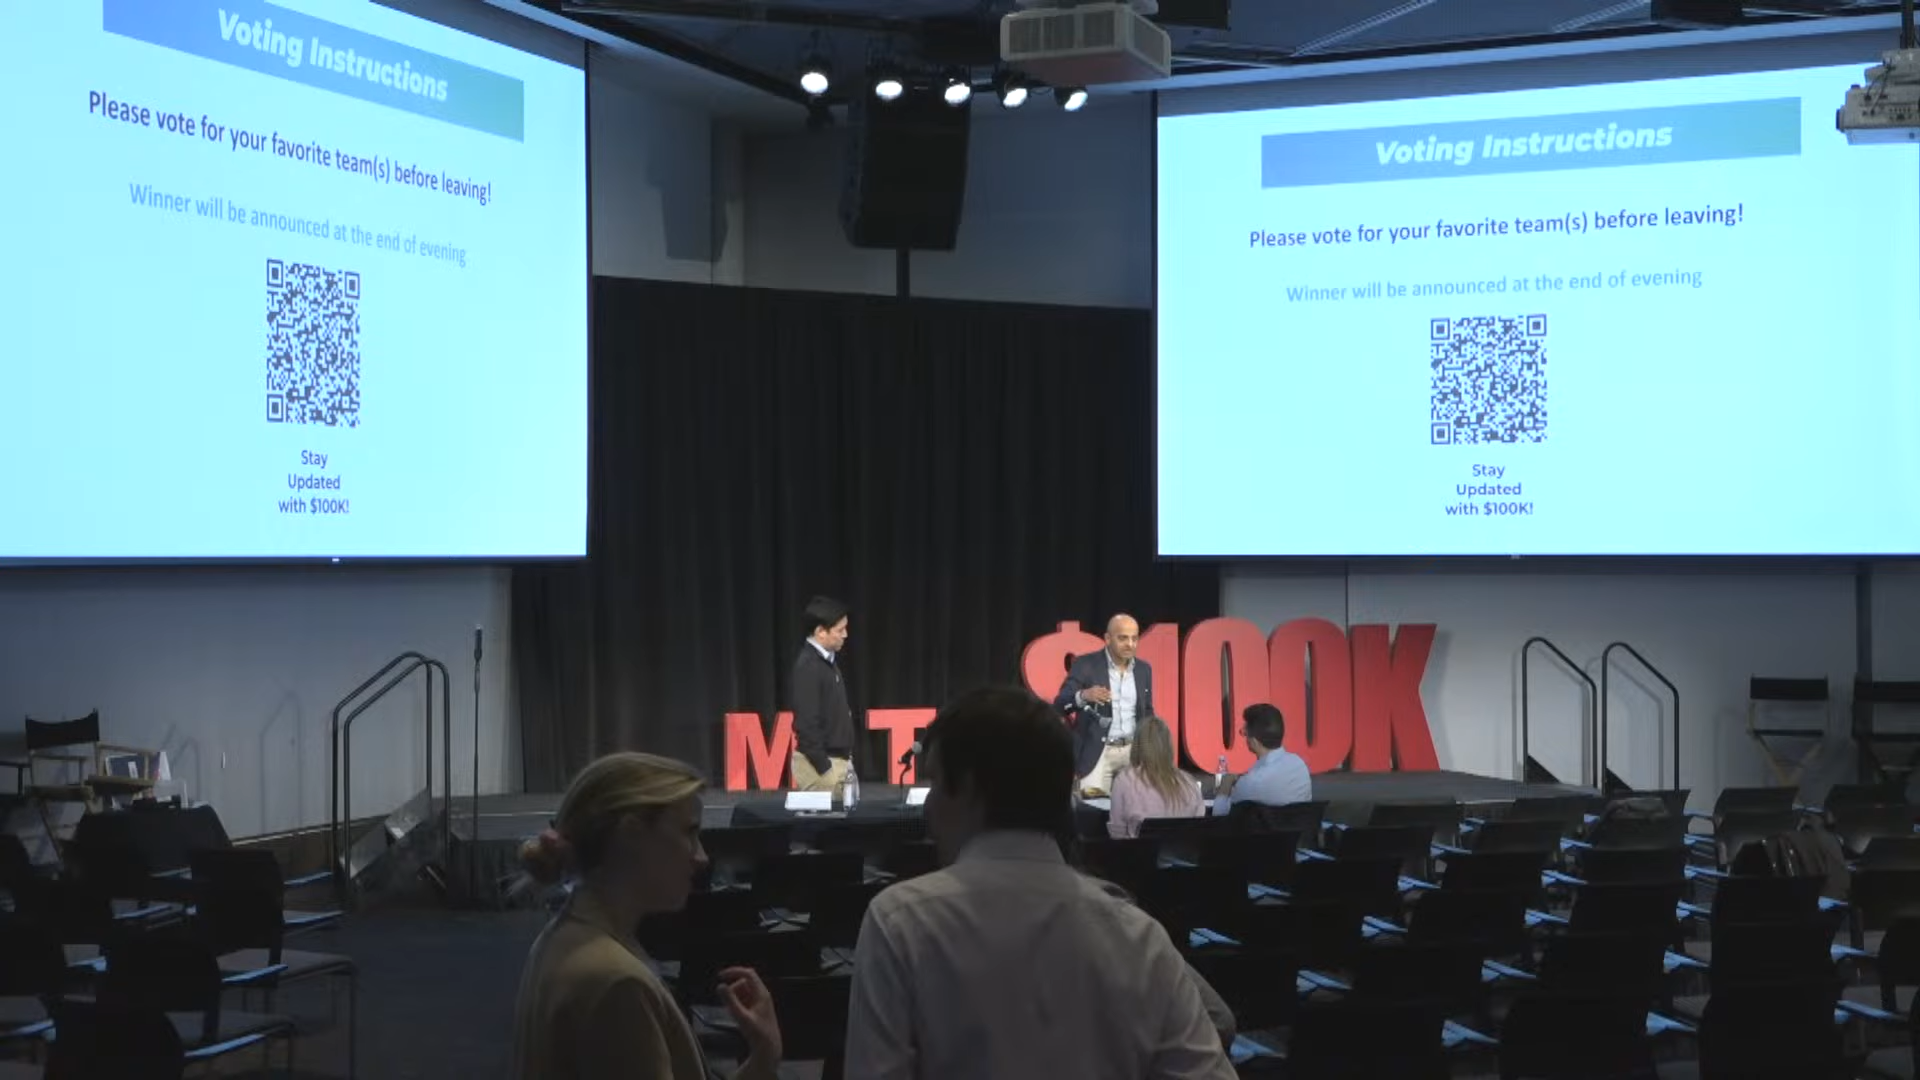 Voting Instructions
Please vote for your favorite team(s) before leaving!
Winner will be announced at the end of evening
Stay
Updated
with $100K!
Voting Instructions
Please vote for your favorite team(s) before leaving!
Winner will be announced at the end of evening
Stay
Updated
with $100K!
$100K
M T